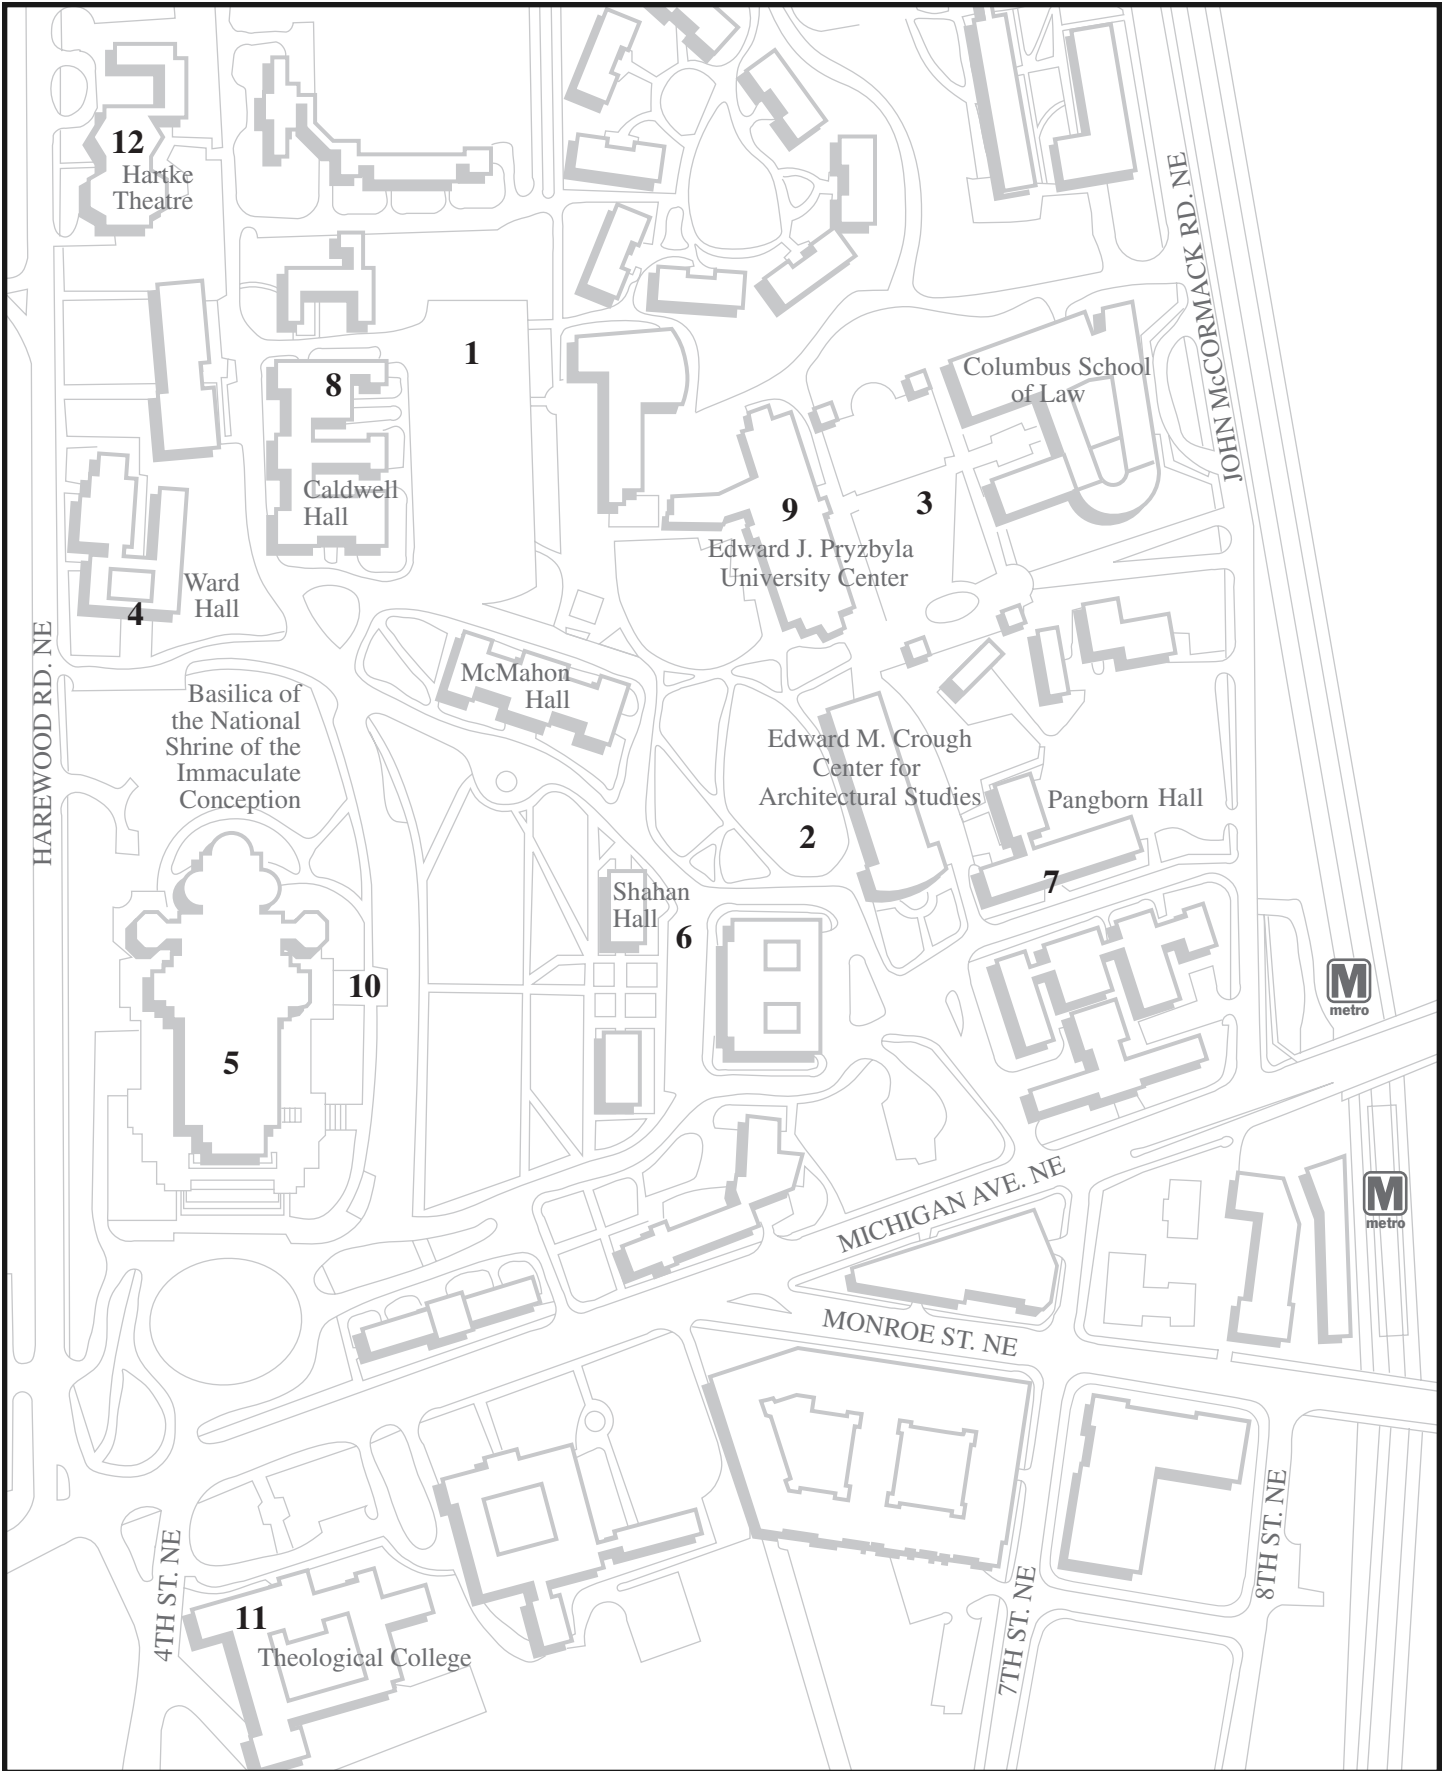 12
Hartke
Theatre
JOHN McCORMACK RD. NE
1
8
Columbus School
of Law
Caldwell
Hall
9
3
Edward J. Pryzbyla
University Center
Ward
Hall
4
HAREWOOD RD. NE
McMahon
Hall
Basilica of
the National
Shrine of the
Immaculate
Conception
Edward M. Crough
Center for
Architectural Studies
2
Pangborn Hall
7
Shahan
Hall
6
10
M
metro
5
MICHIGAN AVE. NE
M
metro
MONROE ST. NE
4TH ST. NE
11
Theological College
7TH ST. NE
8TH ST. NE